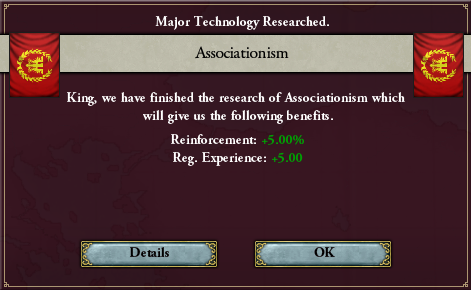 Major Technology Researched.
Associationism
King, we have finished the research of Associationism which
will give us the following benefits.
Reinforcement: +5.00%
Reg. Experience: +5.00
Details
OK